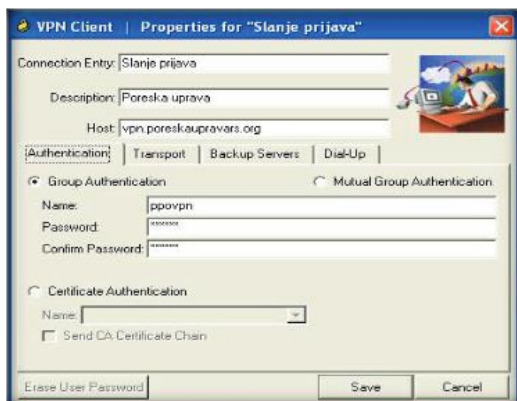 VPN Client | Properties for "Slanje prijava"
Connection Entry: Slanje prijava
Description: Poreska uprava
Host: vpn.poreskaupravars.org
Authentication Transport Backup Servers Dial-Up
Group Authentication Mutual Group Authentication
Name: ppovpn
Password: *******
Confirm Password: *******
Certificate Authentication
Name:
Send CA Certificate Chain
Erase User Password Save Cancel